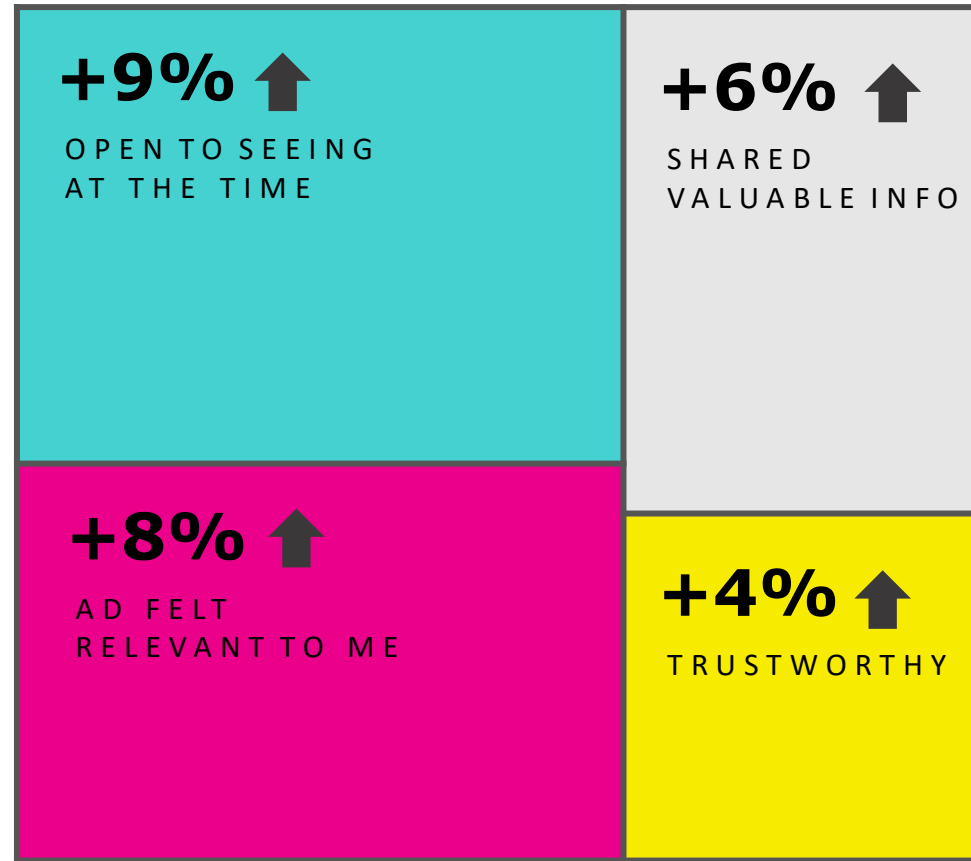 +9%
OPEN TO SEEING
AT THE TIME
+6%
SHARED
VALUABLE INFO
+8%
AD FELT
RELEVANT TO ME
+4%
TRUSTWORTHY